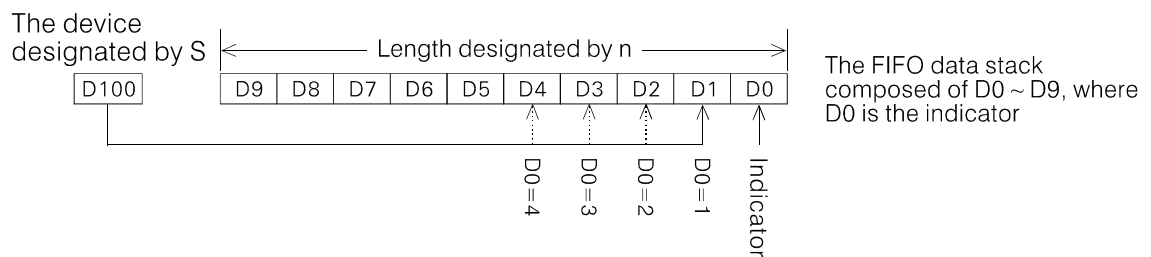 The device
designated by S
Length designated by n
D100
D9 D8 D7 D6 D5 D4 D3 D2 D1 D0
The FIFO data stack
composed of D0 ~ D9, where
D0 is the indicator
D0=4
D0=3
D0=2
D0=1
Indicator